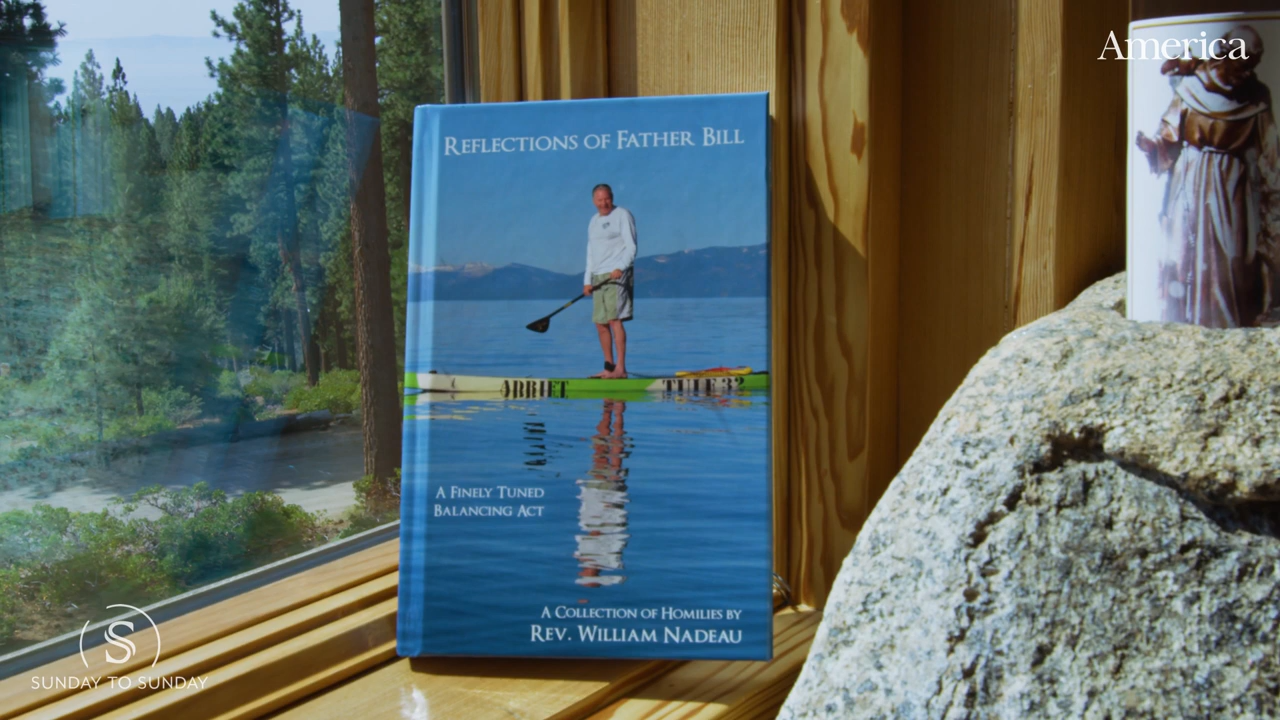 America
Reflections of Father Bill
A Finely Tuned
Balancing Act
A Collection of Homilies by
Rev. William Nadeau
S
SUNDAY TO SUNDAY